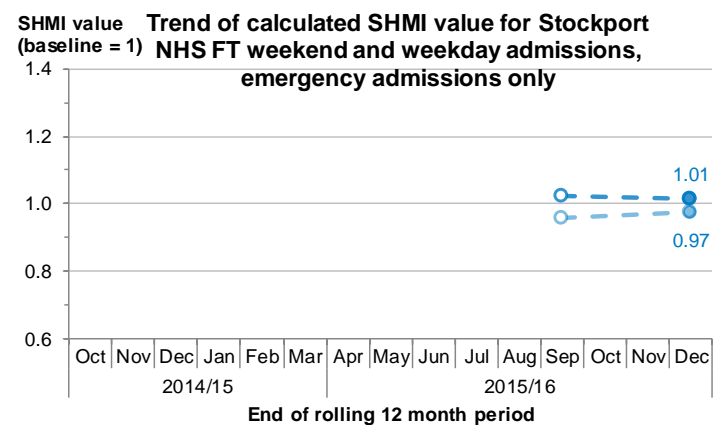 SHMI value
(baseline = 1)
Trend of calculated SHMI value for Stockport
NHS FT weekend and weekday admissions,
emergency admissions only
1.4
1.2
1.0
0.8
0.6
1.01
0.97
Oct Nov Dec Jan Feb Mar Apr May Jun Jul Aug Sep Oct Nov Dec
2014/15 2015/16
End of rolling 12 month period